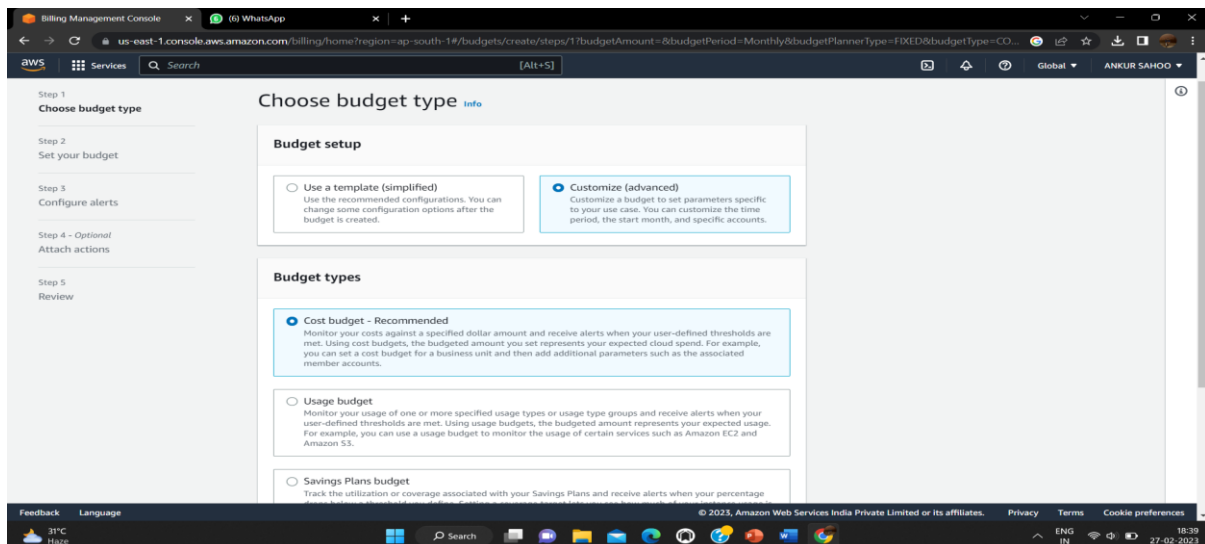 Billing Management Console
(6) WhatsApp
us-east-1.console.aws.amazon.com/billing/home?region=ap-south-1#/budgets/create/steps/1?budgetAmount=&budgetPeriod=Monthly&budgetPlannerType=FIXED&budgetType=CO...
aws
Services
Search
[Alt+S]
Global
ANKUR SAHOO
Step 1
Choose budget type
Step 2
Set your budget
Step 3
Configure alerts
Step 4 - Optional
Attach actions
Step 5
Review
Choose budget type Info
Budget setup
Use a template (simplified)
Use the recommended configurations. You can
change some configuration options after the
budget is created.
Customize (advanced)
Customize a budget to set parameters specific
to your use case. You can customize the time
period, the start month, and specific accounts.
Budget types
Cost budget - Recommended
Monitor your costs against a specified dollar amount and receive alerts when your user-defined thresholds are
met. Using cost budgets, the budgeted amount you set represents your expected cloud spend. For example,
you can set a cost budget for a business unit and then add additional parameters such as the associated
member accounts.
Usage budget
Monitor your usage of one or more specified usage types or usage type groups and receive alerts when your
user-defined thresholds are met. Using usage budgets, the budgeted amount represents your expected usage.
For example, you can use a usage budget to monitor the usage of certain services such as Amazon EC2 and
Amazon S3.
Savings Plans budget
Track the utilization or coverage associated with your Savings Plans and receive alerts when your percentage
Feedback
Language
© 2023, Amazon Web Services India Private Limited or its affiliates.
Privacy
Terms
Cookie preferences
31°C
Haze
Search
ENG
IN
18:39
27-02-2023